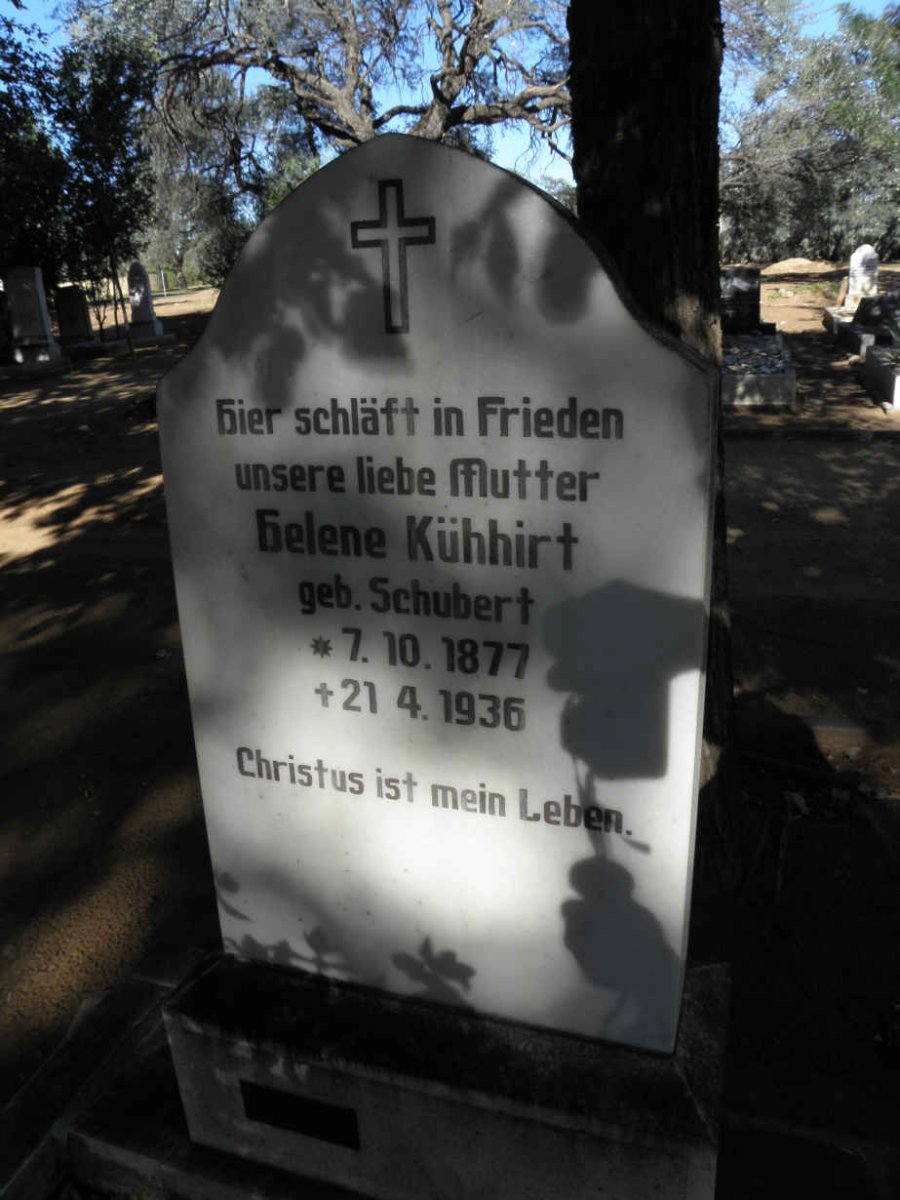 Hier schläft in Frieden
unsere liebe Mutter
Helene Kühhirt
geb. Schubert
* 7. 10. 1877
† 21 4. 1936
Christus ist mein Leben.